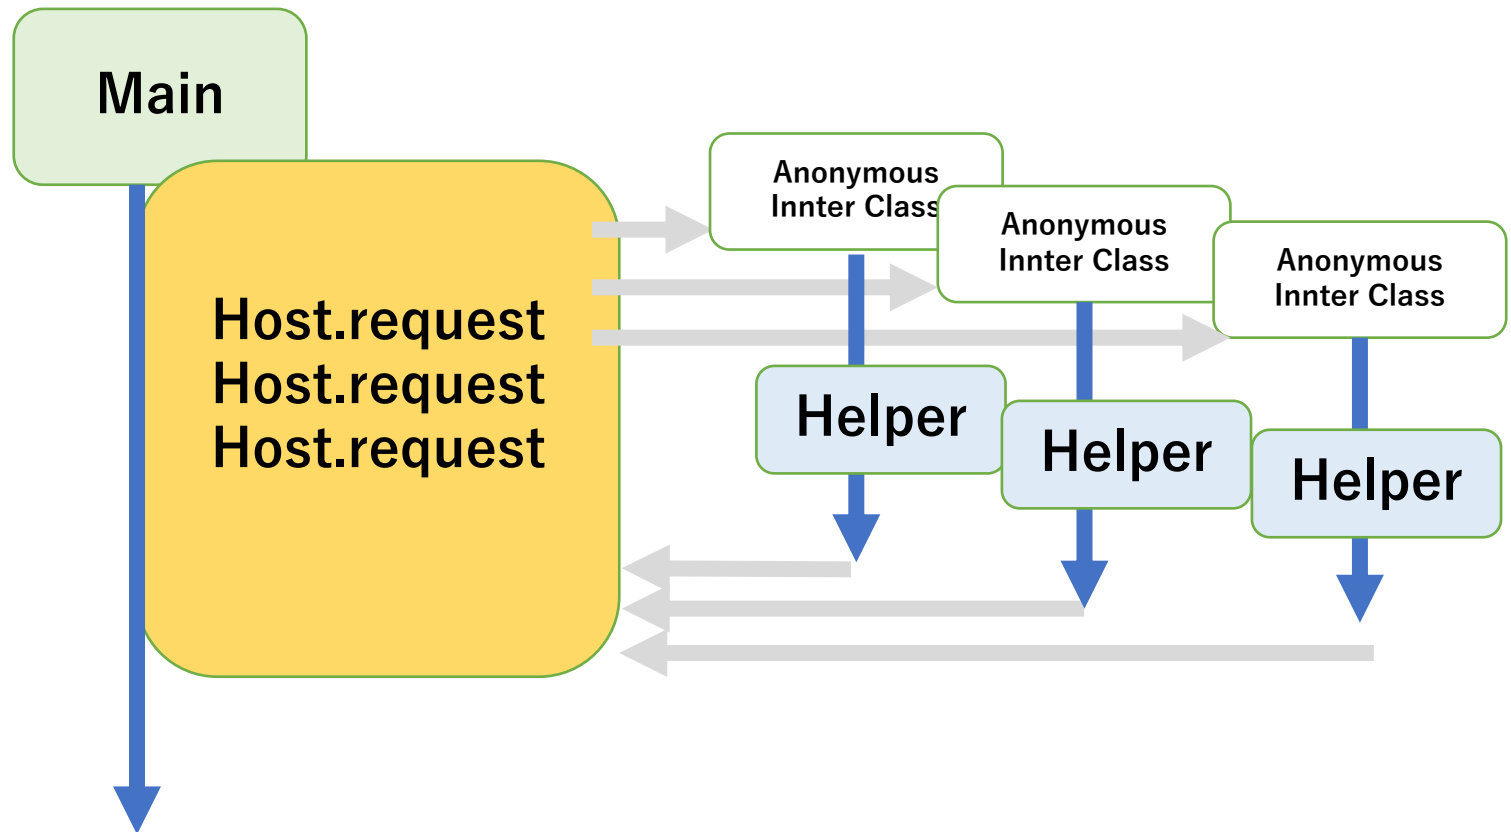 Main
Host.request
Host.request
Host.request
Anonymous
Innter Class
Anonymous
Innter Class
Anonymous
Innter Class
Helper
Helper
Helper